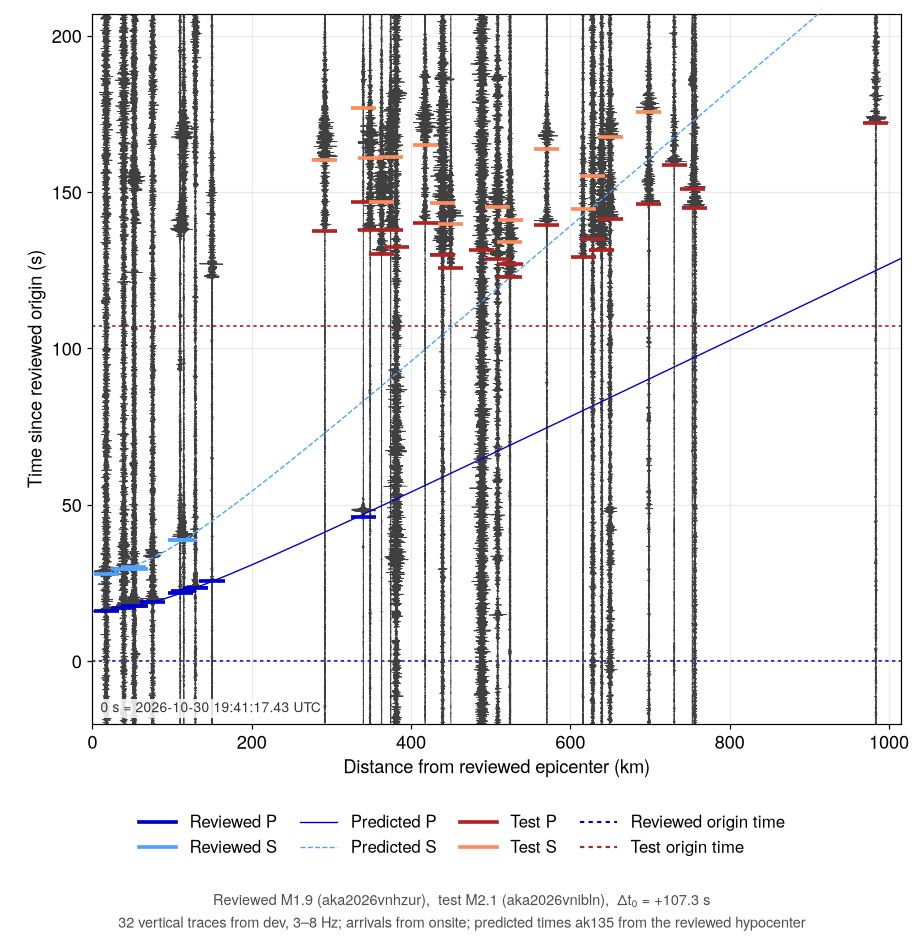 200
150
100
50
0
Time since reviewed origin (s)
0 s = 2026-10-30 19:41:17.43 UTC
0 200 400 600 800 1000
Distance from reviewed epicenter (km)
Reviewed P Predicted P Test P Reviewed origin time
Reviewed S Predicted S Test S Test origin time
Reviewed M1.9 (aka2026vnhzur), test M2.1 (aka2026vnibln), Δt₀ = +107.3 s
32 vertical traces from dev, 3–8 Hz; arrivals from onsite; predicted times ak135 from the reviewed hypocenter